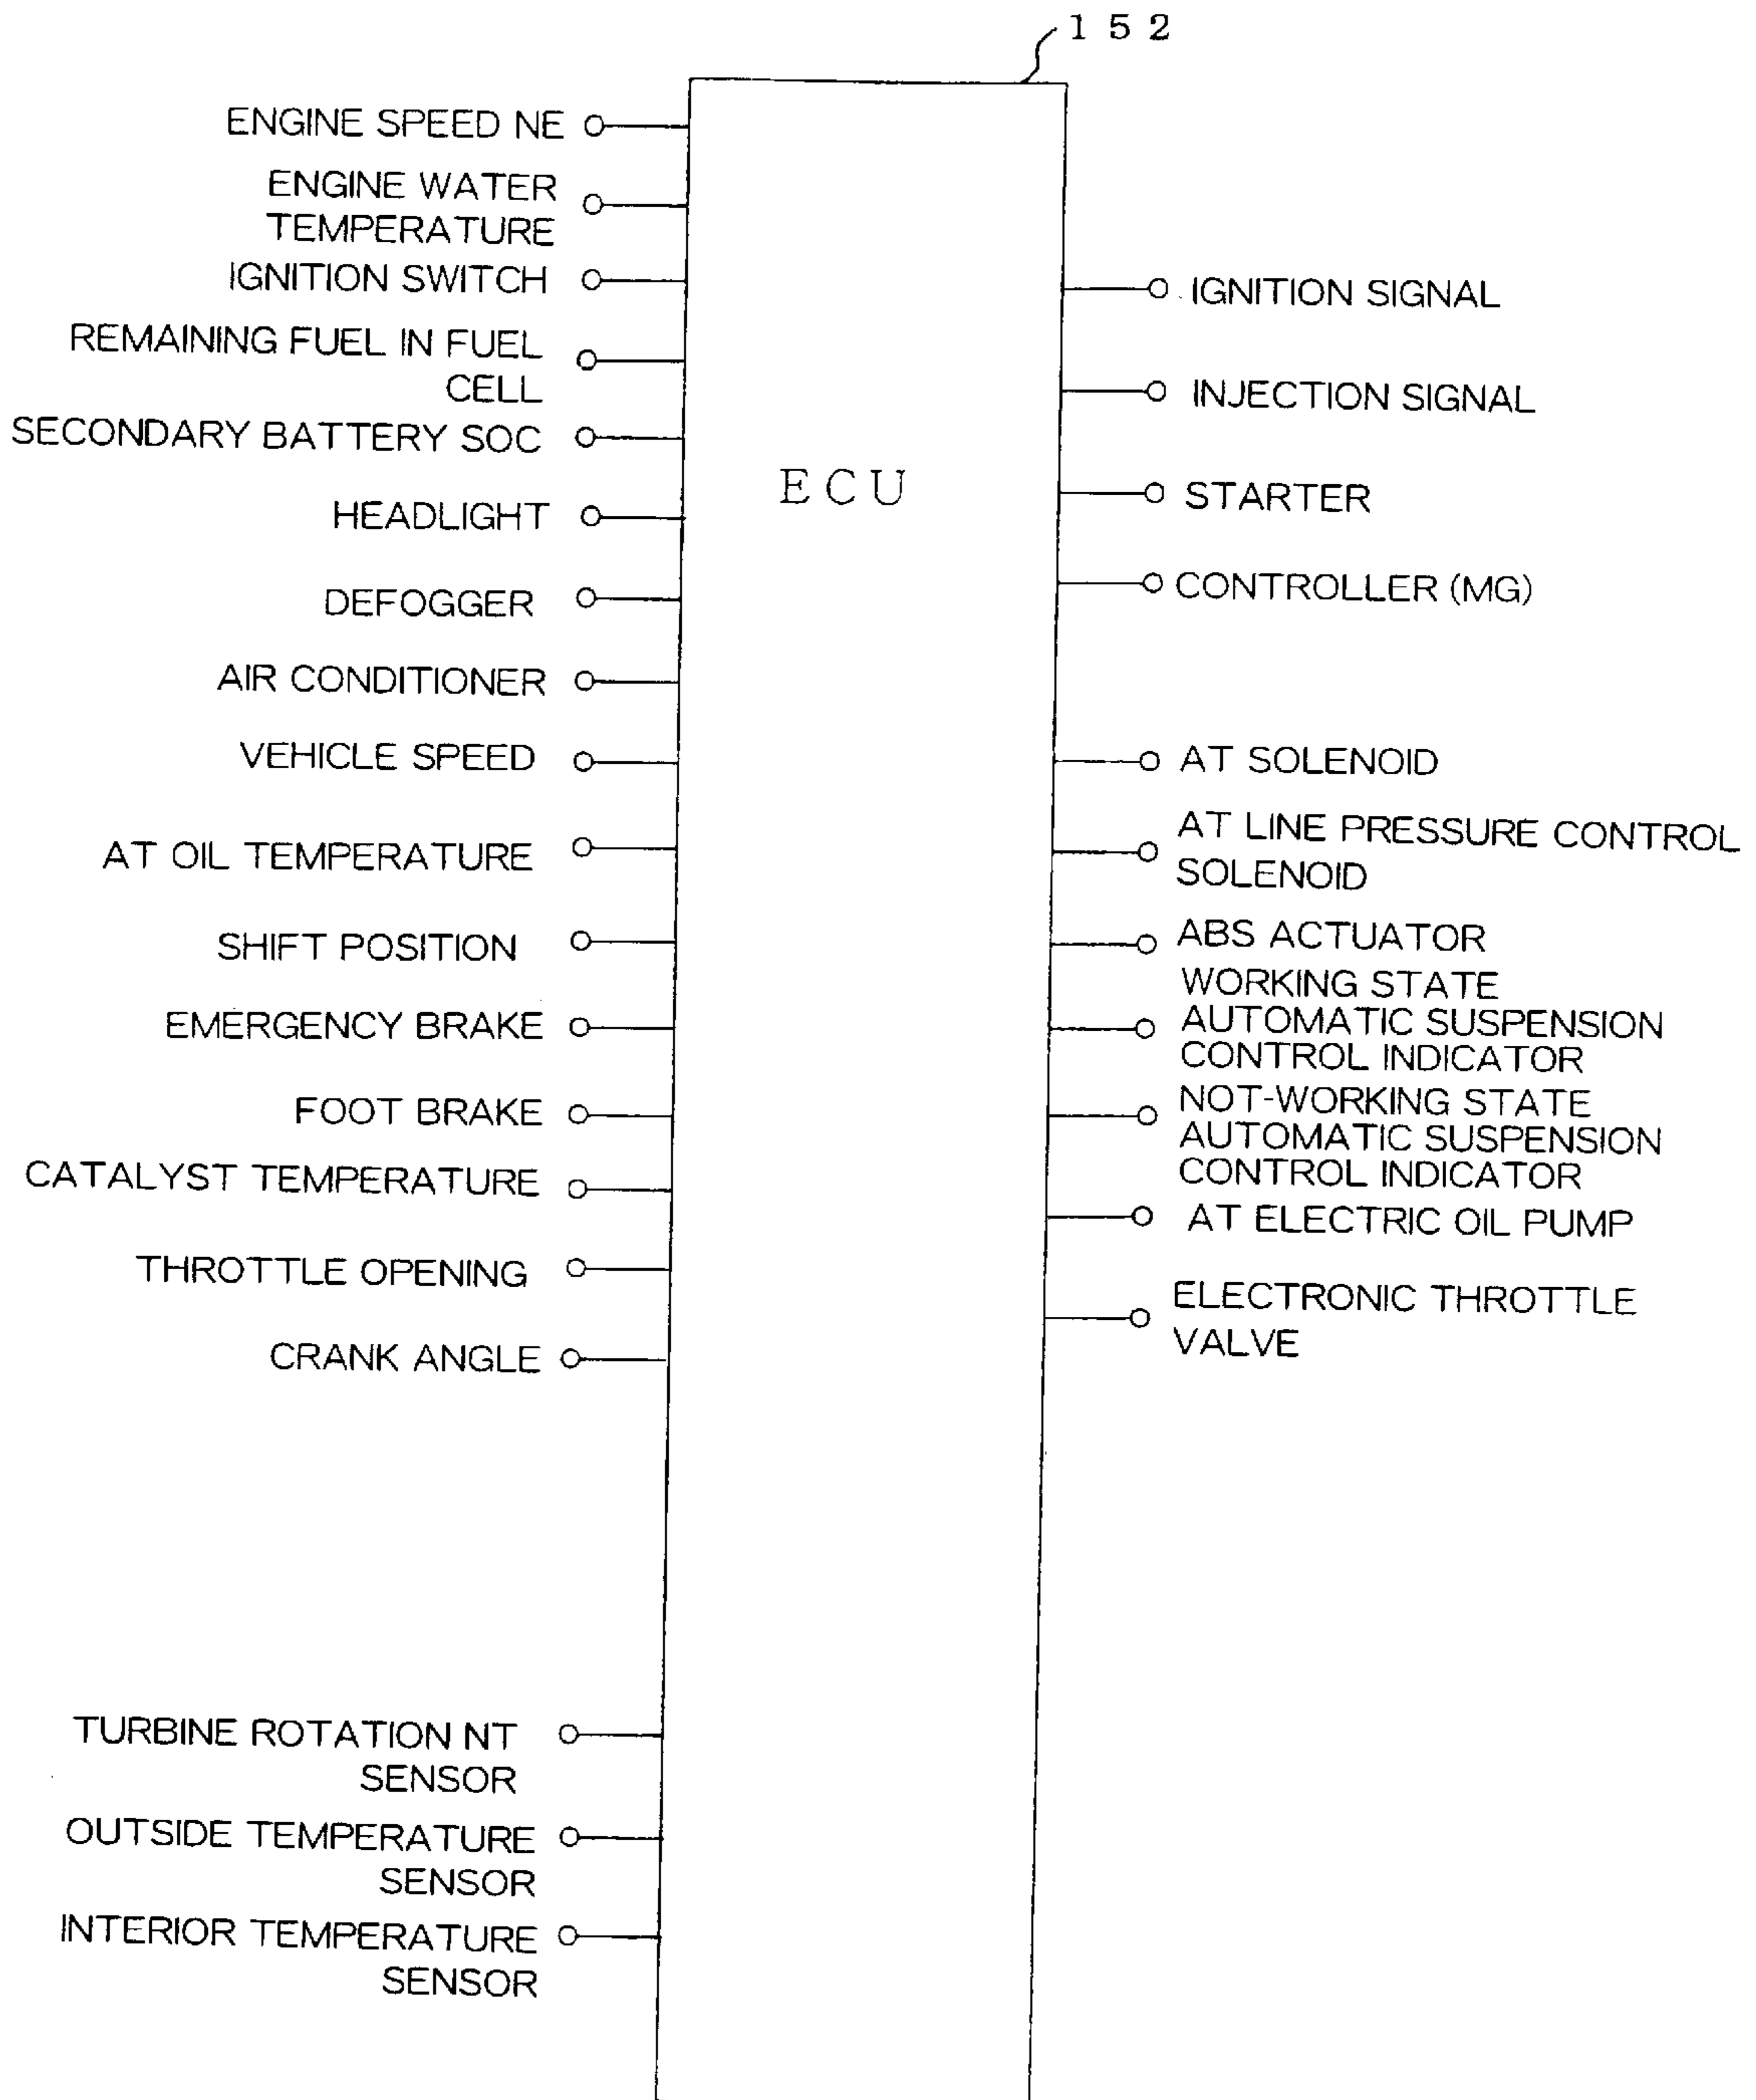 152
ENGINE SPEED NE
ENGINE WATER
TEMPERATURE
IGNITION SWITCH
REMAINING FUEL IN FUEL
CELL
SECONDARY BATTERY SOC
HEADLIGHT
DEFOGGER
AIR CONDITIONER
VEHICLE SPEED
AT OIL TEMPERATURE
SHIFT POSITION
EMERGENCY BRAKE
FOOT BRAKE
CATALYST TEMPERATURE
THROTTLE OPENING
CRANK ANGLE
TURBINE ROTATION NT
SENSOR
OUTSIDE TEMPERATURE
SENSOR
INTERIOR TEMPERATURE
SENSOR
ECU
IGNITION SIGNAL
INJECTION SIGNAL
STARTER
CONTROLLER (MG)
AT SOLENOID
AT LINE PRESSURE CONTROL
SOLENOID
ABS ACTUATOR
WORKING STATE
AUTOMATIC SUSPENSION
CONTROL INDICATOR
NOT-WORKING STATE
AUTOMATIC SUSPENSION
CONTROL INDICATOR
AT ELECTRIC OIL PUMP
ELECTRONIC THROTTLE
VALVE